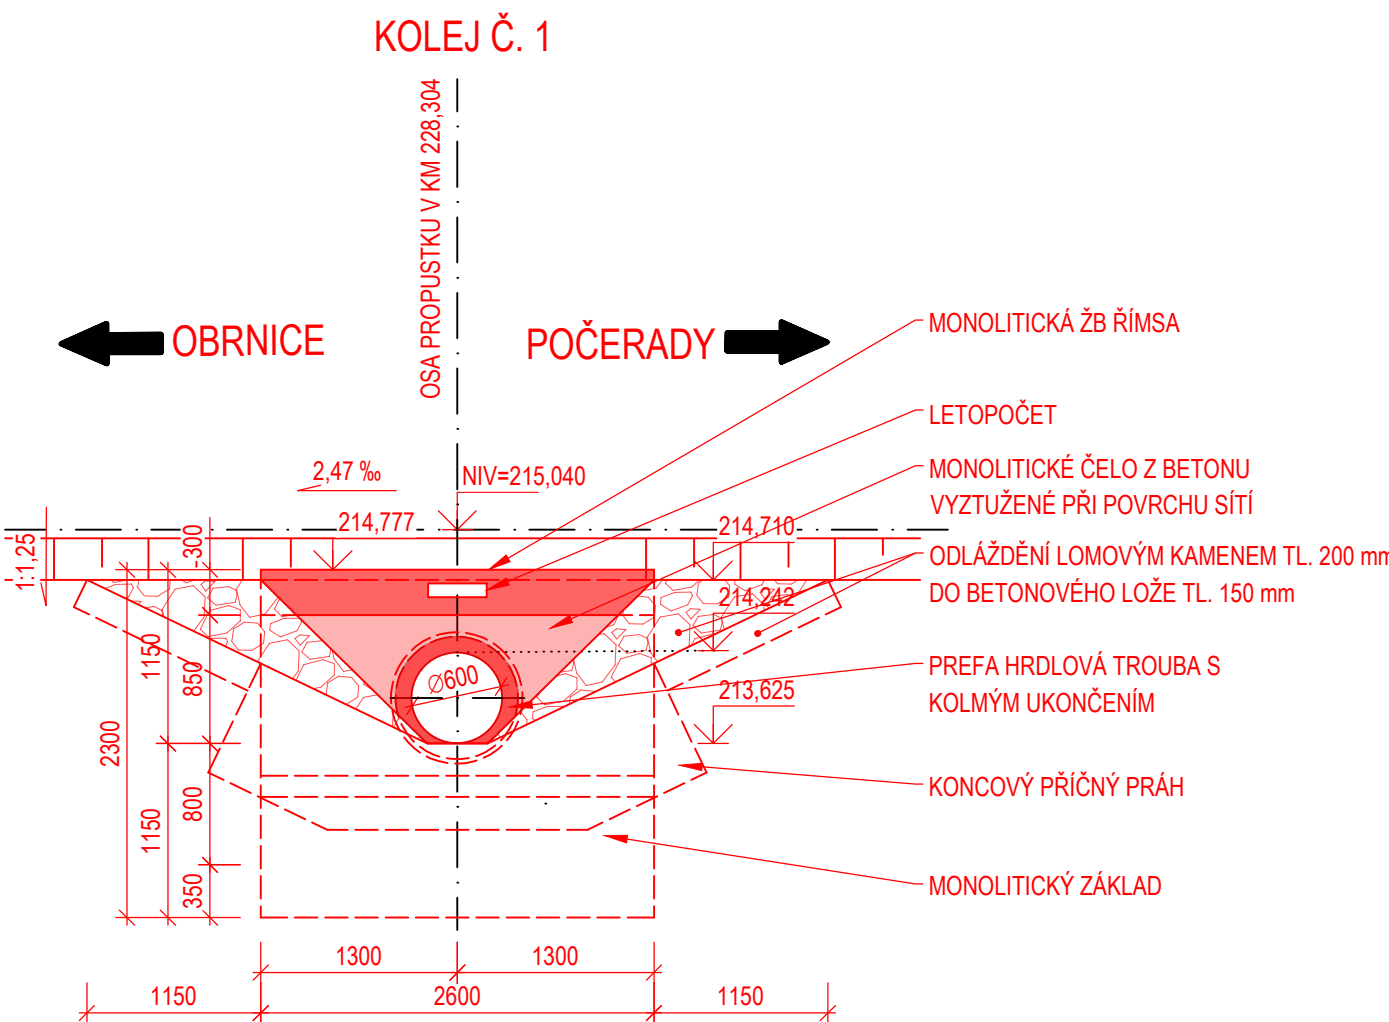 KOLEJ Č. 1
OSA PROPUSTKU V KM 228,304
OBRNICE
POČERADY
MONOLITICKÁ ŽB ŘÍMSA
LETOPOČET
MONOLITICKÉ ČELO Z BETONU
VYZTUŽENÉ PŘI POVRCHU SÍTÍ
ODLÁŽDĚNÍ LOMOVÝM KAMENEM TL. 200 mm
DO BETONOVÉHO LOŽE TL. 150 mm
PREFA HRDLOVÁ TROUBA S
KOLMÝM UKONČENÍM
KONCOVÝ PŘÍČNÝ PRÁH
MONOLITICKÝ ZÁKLAD
2,47 ‰
NIV=215,040
214,777
214,710
214,242
213,625
1:1,25
300
1150
850
2300
1150
800
350
Ø600
1300
1300
1150
2600
1150